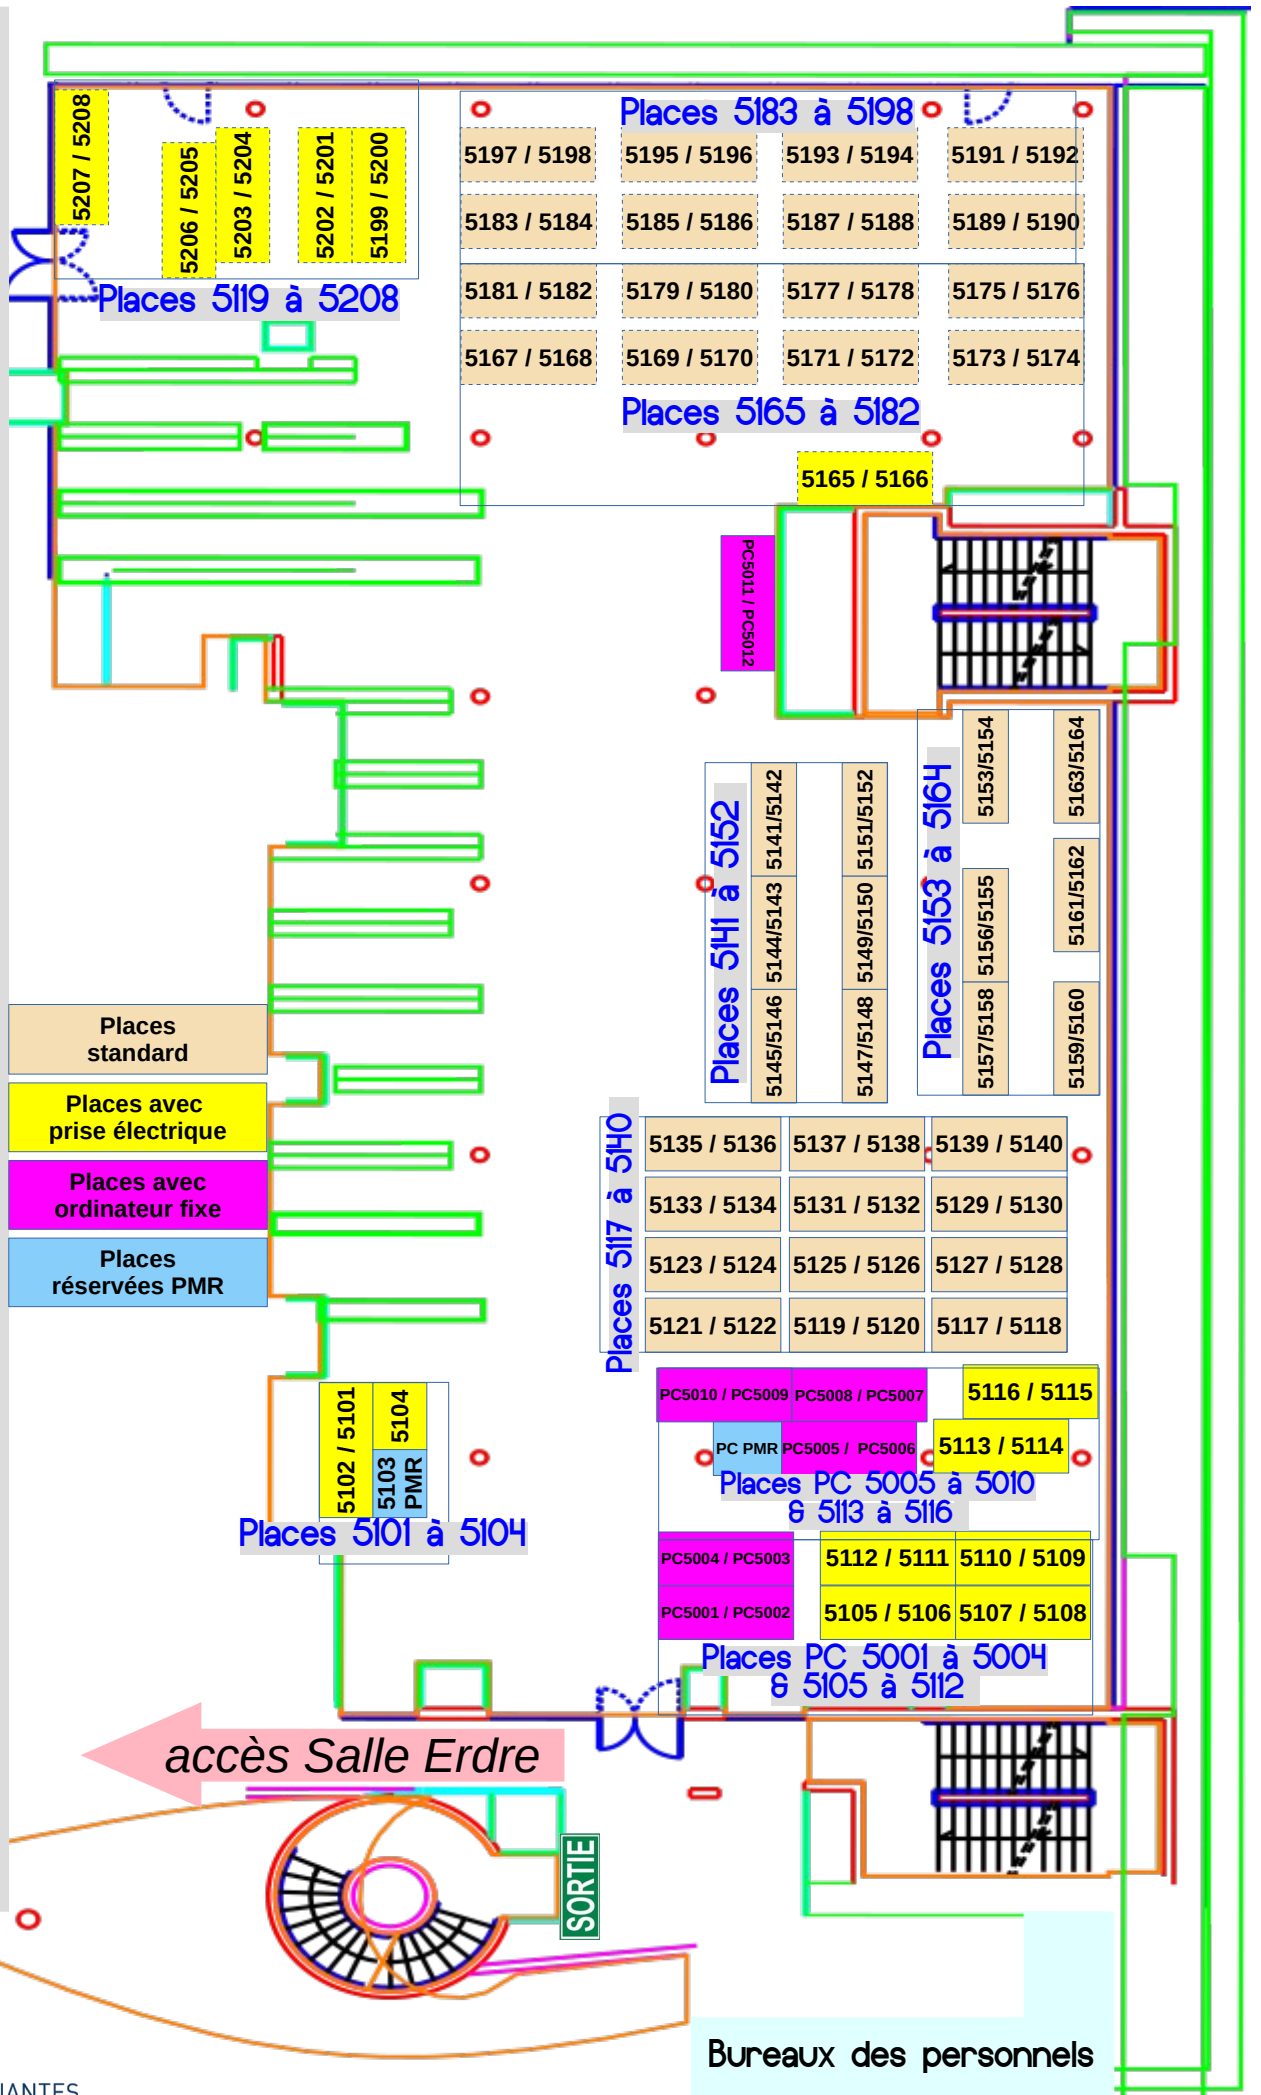 Places 5183 à 5198
5207 / 5208
5206 / 5205
5203 / 5204
5202 / 5201
5199 / 5200
5197 / 5198
5195 / 5196
5193 / 5194
5191 / 5192
5183 / 5184
5185 / 5186
5187 / 5188
5189 / 5190
Places 5119 à 5208
5181 / 5182
5179 / 5180
5177 / 5178
5175 / 5176
5167 / 5168
5169 / 5170
5171 / 5172
5173 / 5174
Places 5165 à 5182
5165 / 5166
PC5011 / PC5012
Places 5141 à 5152
5141/5142
5151/5152
5144/5143
5149/5150
5145/5146
5147/5148
Places 5153 à 5164
5153/5154
5163/5164
5161/5162
5156/5155
5157/5158
5159/5160
Places
standard
Places avec
prise électrique
Places avec
ordinateur fixe
Places
réservées PMR
Places 5117 à 5140
5135 / 5136
5137 / 5138
5139 / 5140
5133 / 5134
5131 / 5132
5129 / 5130
5123 / 5124
5125 / 5126
5127 / 5128
5121 / 5122
5119 / 5120
5117 / 5118
PC5010 / PC5009
PC5008 / PC5007
5116 / 5115
PC PMR
PC5005 / PC5006
5113 / 5114
Places PC 5005 à 5010
& 5113 à 5116
5102 / 5101
5104
5103
PMR
Places 5101 à 5104
PC5004 / PC5003
5112 / 5111
5110 / 5109
PC5001 / PC5002
5105 / 5106
5107 / 5108
Places PC 5001 à 5004
& 5105 à 5112
accès Salle Erdre
SORTIE
Bureaux des personnels